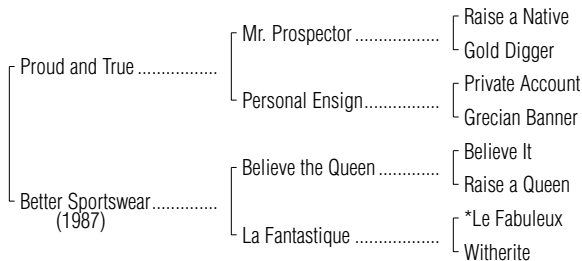 Raise a Native
Mr. Prospector ..................
Gold Digger
Proud and True .................
Private Account
Personal Ensign................
Grecian Banner
Believe It
Believe the Queen .............
Raise a Queen
Better Sportswear..............
(1987)
*Le Fabuleux
La Fantastique ..................
Witherite